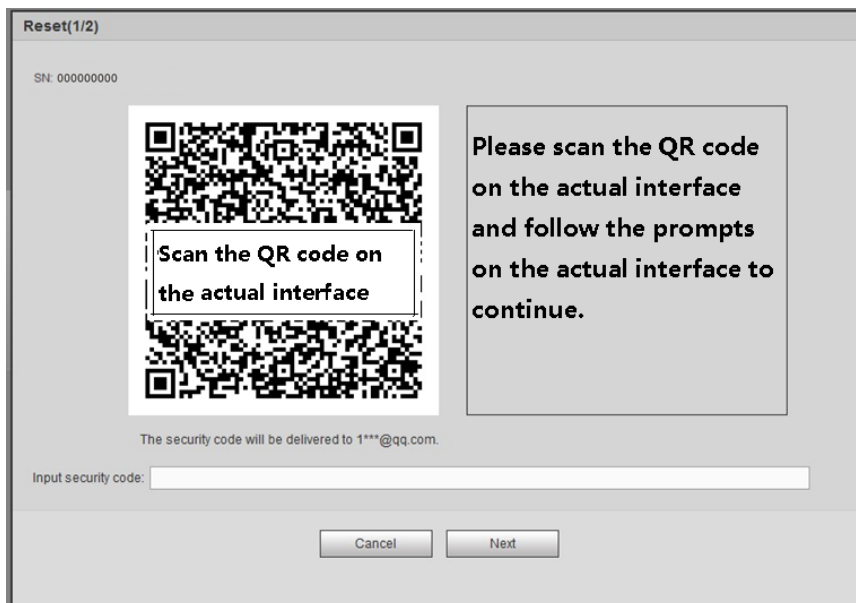 Reset(1/2)
SN: 000000000
Scan the QR code on
the actual interface
Please scan the QR code
on the actual interface
and follow the prompts
on the actual interface to
continue.
The security code will be delivered to 1***@qq.com.
Input security code:
Cancel
Next